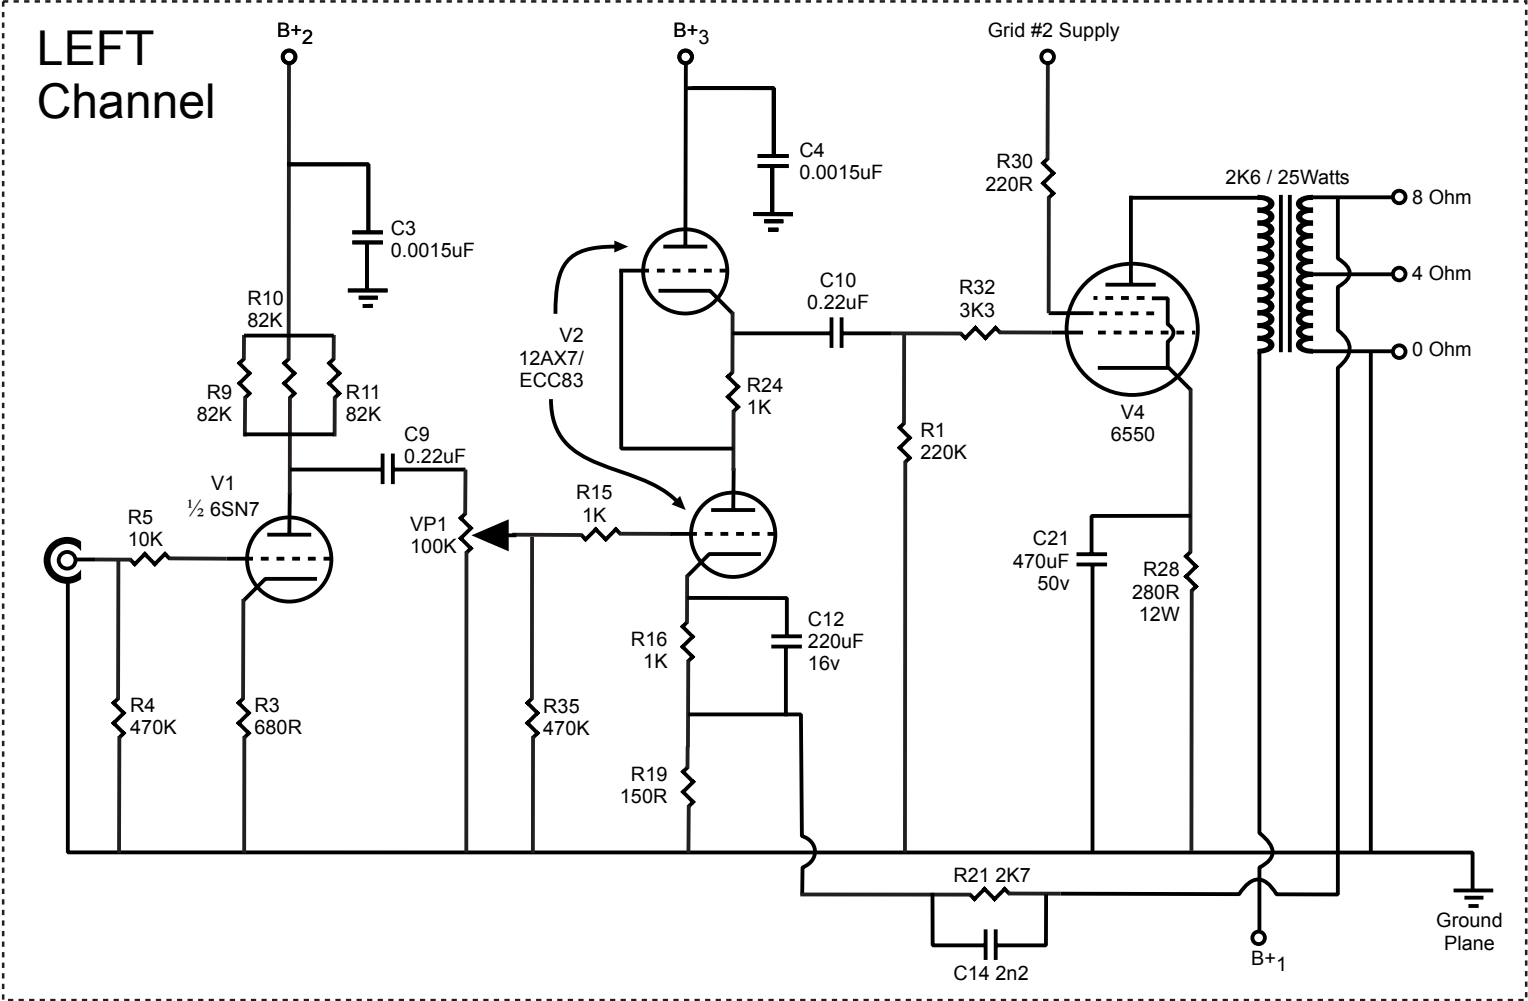 LEFT
Channel
B+2
B+3
Grid #2 Supply
C3
0.0015uF
C4
0.0015uF
R30
220R
2K6 / 25Watts
8 Ohm
4 Ohm
0 Ohm
R10
82K
R9
82K
R11
82K
V2
12AX7/
ECC83
C10
0.22uF
R32
3K3
R24
1K
V4
6550
R1
220K
C9
0.22uF
V1
½ 6SN7
R5
10K
VP1
100K
R15
1K
C21
470uF
50v
R28
280R
12W
R4
470K
R3
680R
R35
470K
R16
1K
C12
220uF
16v
R19
150R
R21 2K7
C14 2n2
B+1
Ground
Plane